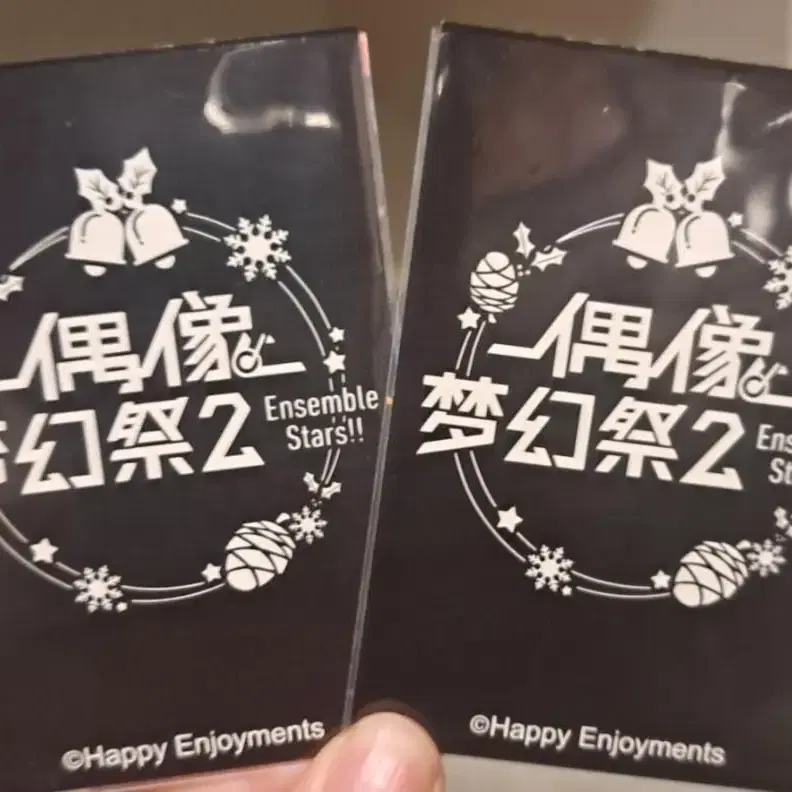 偶像
梦幻祭2
Ensemble
Stars!!
©Happy Enjoyments
偶像
梦幻祭2
©Happy Enjoyments